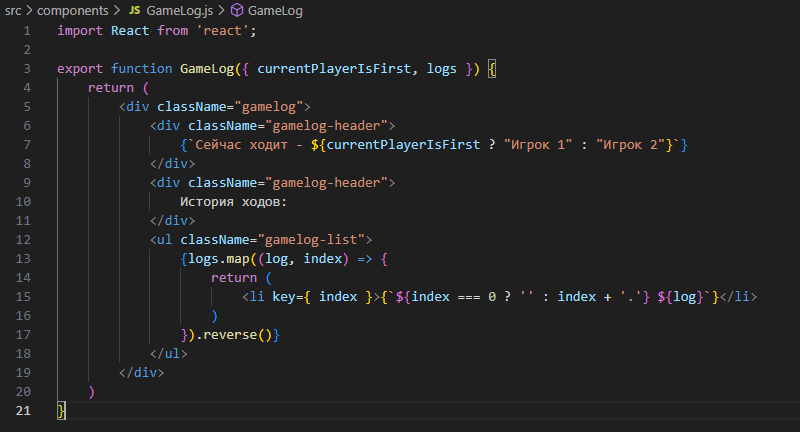 src > components > JS GameLog.js > GameLog
1 import React from 'react';
2
3 export function GameLog({ currentPlayerIsFirst, logs }) {
4     return (
5         <div className="gamelog">
6             <div className="gamelog-header">
7                 {`Сейчас ходит - ${currentPlayerIsFirst ? "Игрок 1" : "Игрок 2"}`}
8             </div>
9             <div className="gamelog-header">
10                 История ходов:
11             </div>
12             <ul className="gamelog-list">
13                 {logs.map((log, index) => {
14                     return (
15                         <li key={ index }>{`${index === 0 ? '' : index + '.'} ${log}`}</li>
16                     )
17                 }).reverse()}
18             </ul>
19         </div>
20     )
21 }